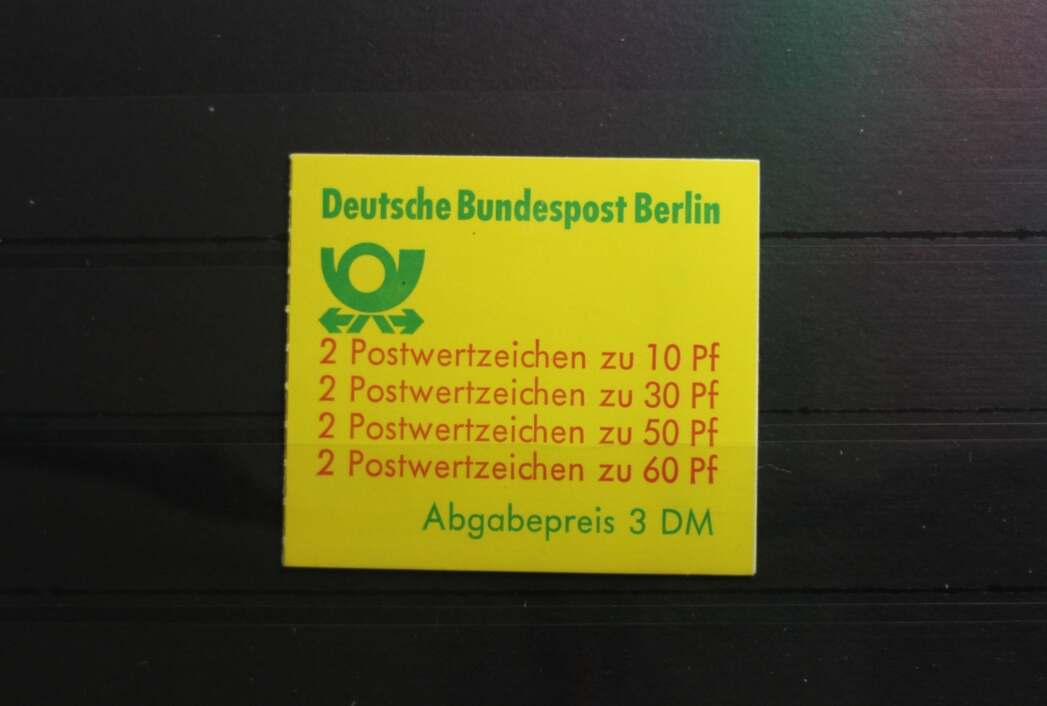 Deutsche Bundespost Berlin
2 Postwertzeichen zu 10 Pf
2 Postwertzeichen zu 30 Pf
2 Postwertzeichen zu 50 Pf
2 Postwertzeichen zu 60 Pf
Abgabepreis 3 DM